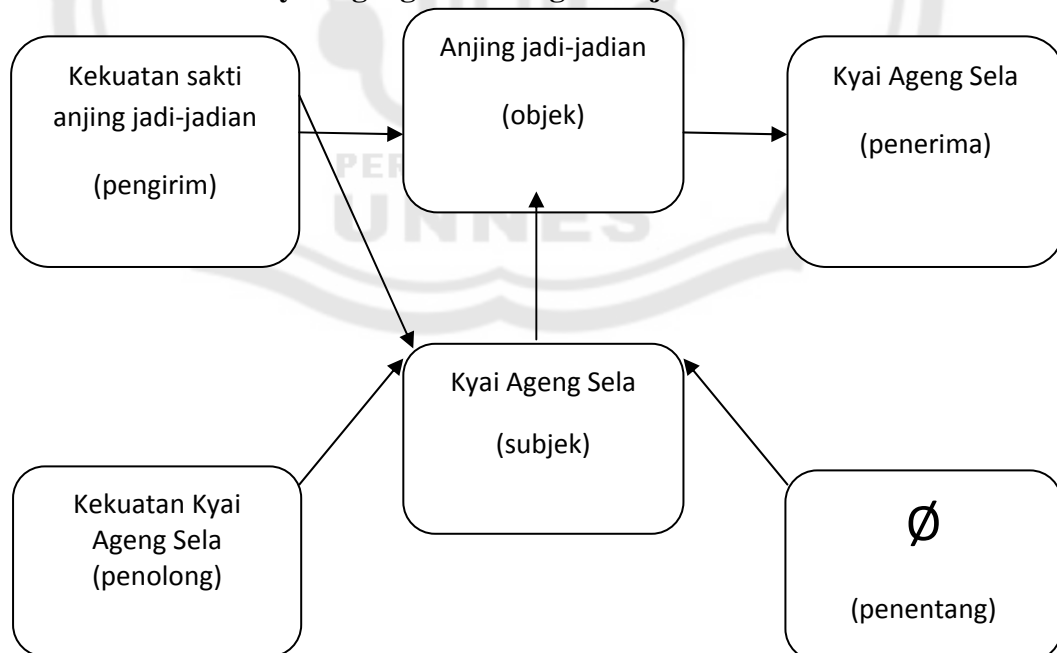 Anjing jadi-jadian
(objek)
Kekuatan sakti
anjing jadi-jadian
(pengirim)
Kyai Ageng Sela
(penerima)
UNNES
Kyai Ageng Sela
(subjek)
Kekuatan Kyai
Ageng Sela
(penolong)
Ø
(penentang)